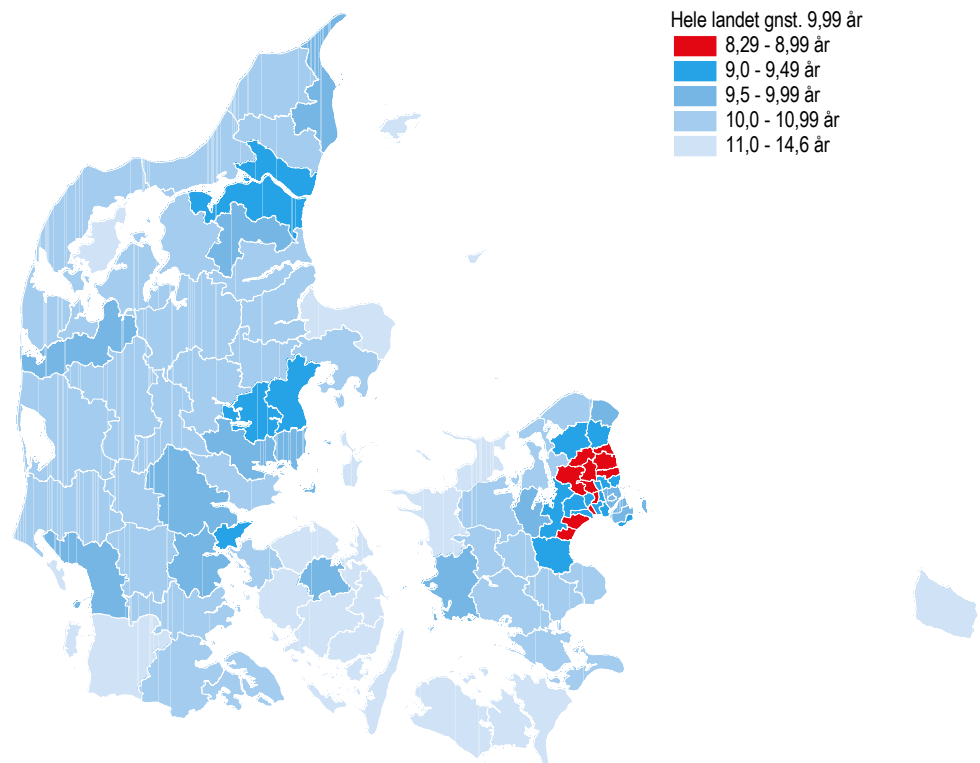 Hele landet gnst. 9,99 år
8,29 - 8,99 år
9,0 - 9,49 år
9,5 - 9,99 år
10,0 - 10,99 år
11,0 - 14,6 år